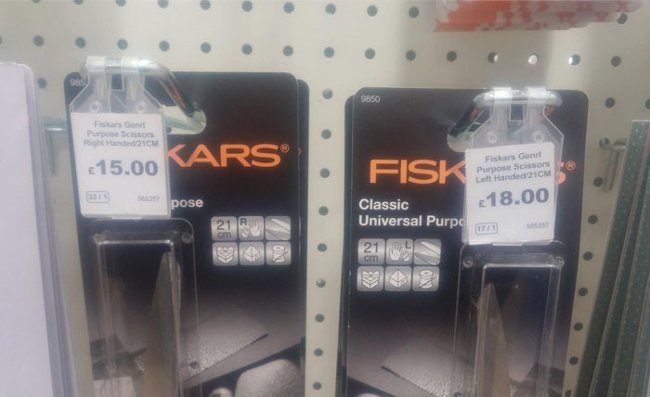 985
Fiskars Genrl
Purpose Scissors
Right Handed/21CM
£15.00
33 / 1
565257
KARS®
pose
21
cm
R
9850
FISK
®
Classic
Universal Purpo
21
cm
L
Fiskars Genrl
Purpose Scissors
Left Handed/21CM
£18.00
17 / 1
565257